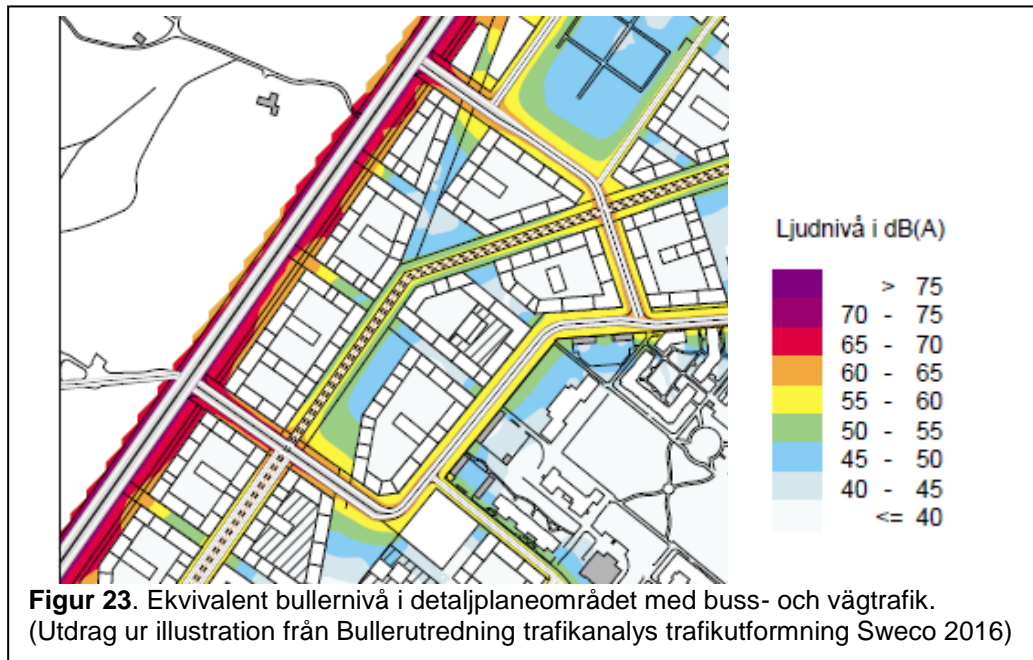 Ljudnivå i dB(A)
> 75
70 - 75
65 - 70
60 - 65
55 - 60
50 - 55
45 - 50
40 - 45
<= 40
Figur 23. Ekvivalent bullernivå i detaljplaneområdet med buss- och vägtrafik.
(Utdrag ur illustration från Bullerutredning trafikanalys trafikutformning Sweco 2016)